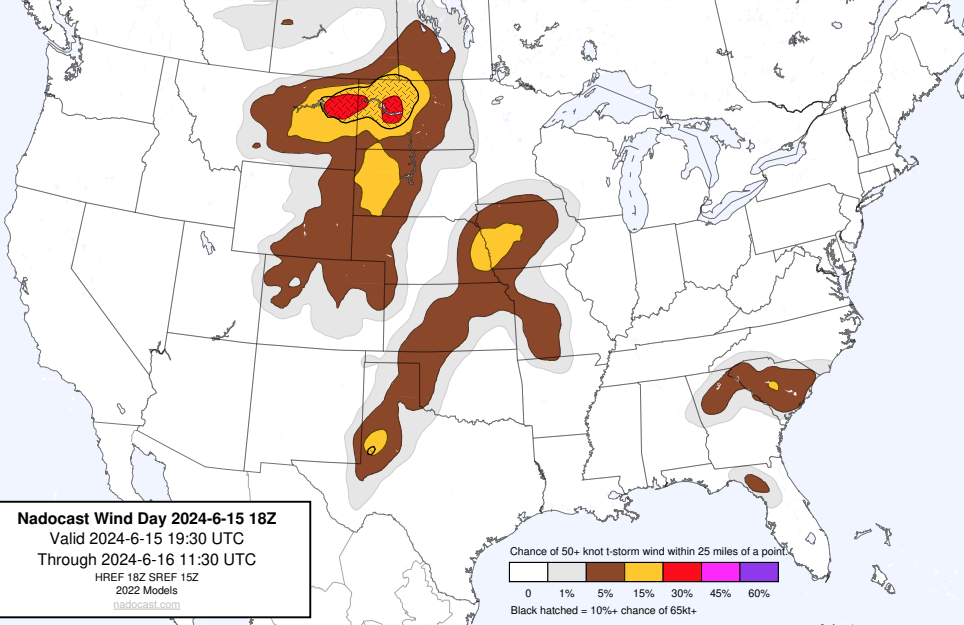 Nadocast Wind Day 2024-6-15 18Z
Valid 2024-6-15 19:30 UTC
Through 2024-6-16 11:30 UTC
HREF 18Z SREF 15Z
2022 Models
nadocast.com
Chance of 50+ knot t-storm wind within 25 miles of a point.
0 1% 5% 15% 30% 45% 60%
Black hatched = 10%+ chance of 65kt+